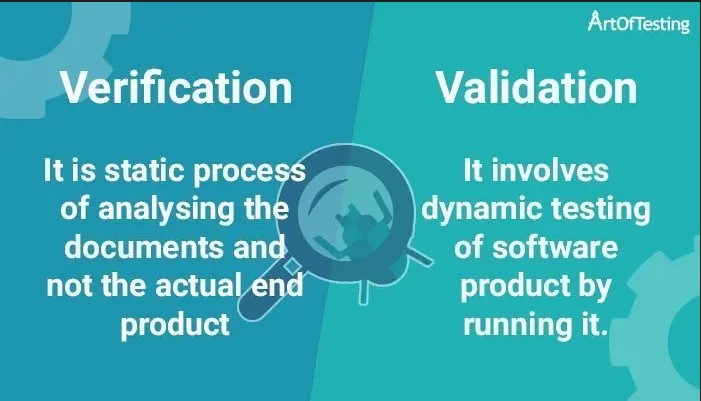 ArtOfTesting
Verification
It is static process
of analysing the
documents and
not the actual end
product
Validation
It involves
dynamic testing
of software
product by
running it.